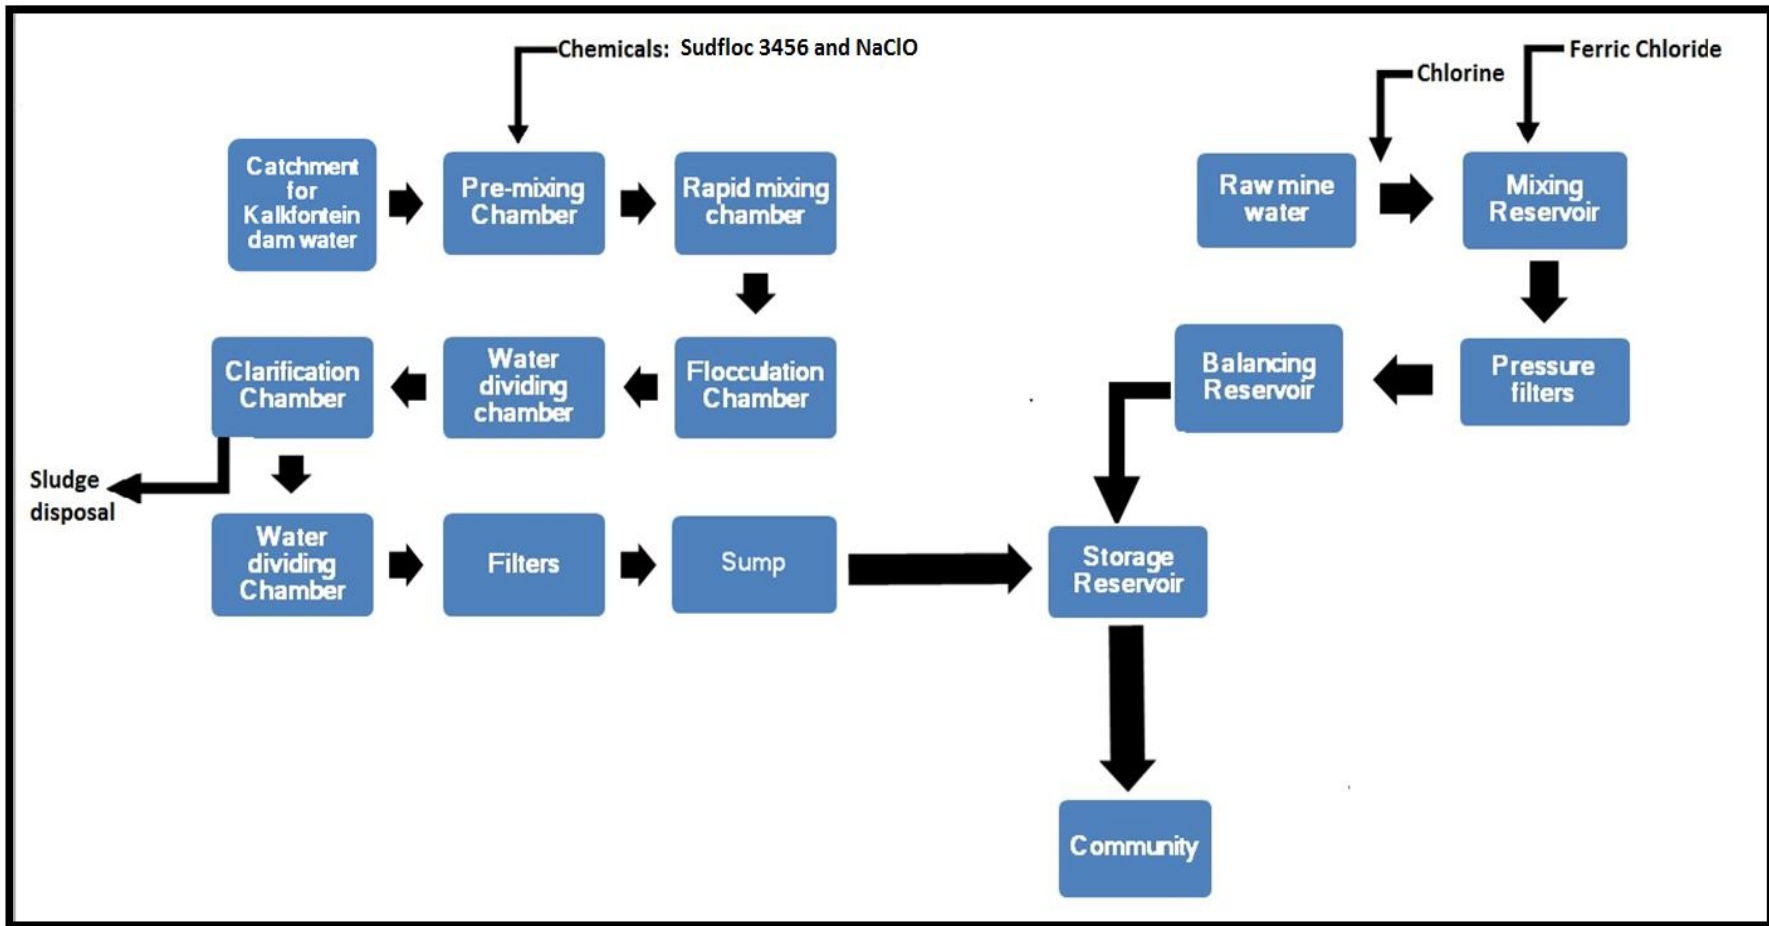 Chemicals: Sudfloc 3456 and NaClO
Ferric Chloride
Chlorine
Catchment
for
Kalkfontein
dam water
Pre-mixing
Chamber
Rapid mixing
chamber
Raw mine
water
Mixing
Reservoir
Clarification
Chamber
Water
dividing
chamber
Flocculation
Chamber
Balancing
Reservoir
Pressure
filters
Sludge
disposal
Water
dividing
Chamber
Filters
Sump
Storage
Reservoir
Community